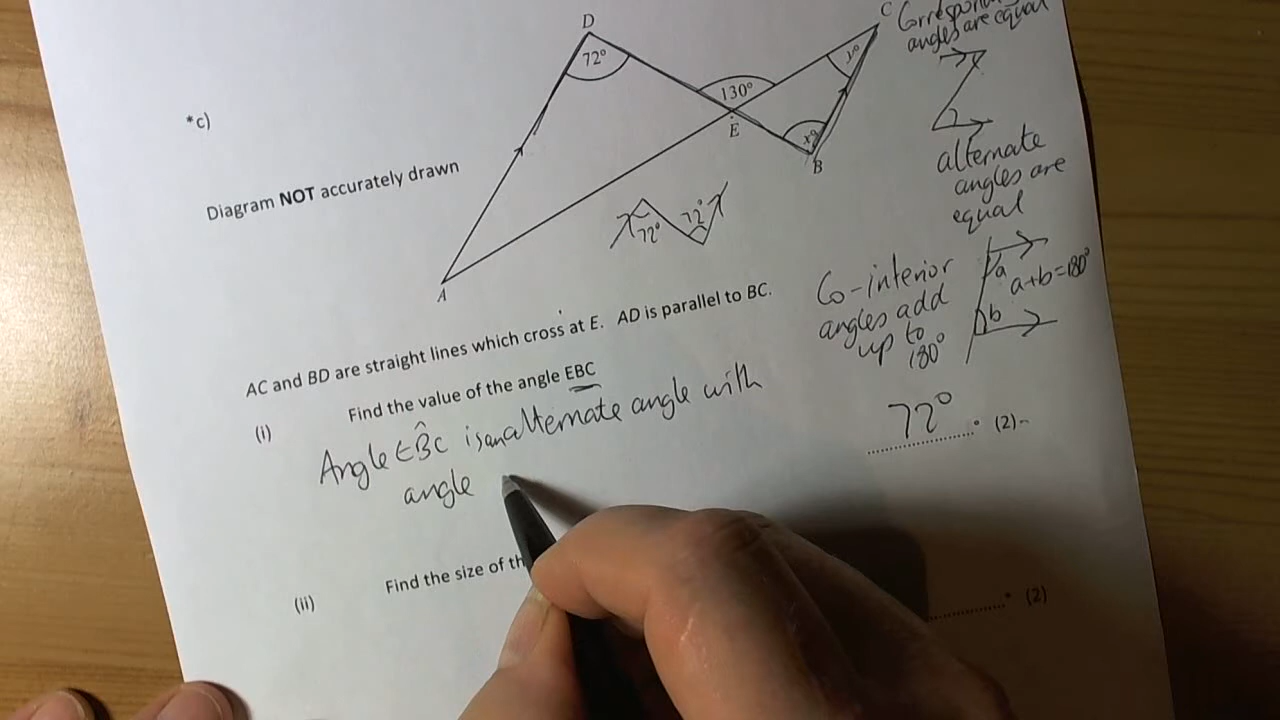 Correspon
angles are equal
*c)
Diagram NOT accurately drawn
D
72°
130°
E
C
y°
x°
B
A
72°
72°
alternate
angles are
equal
Co-interior
angles add
up to
180°
a
b
a+b=180°
AC and BD are straight lines which cross at E. AD is parallel to BC.
(i) Find the value of the angle EBC
Angle EB̂C is an alternate angle with
angle
72° ° (2)
(ii) Find the size of th
° (2)